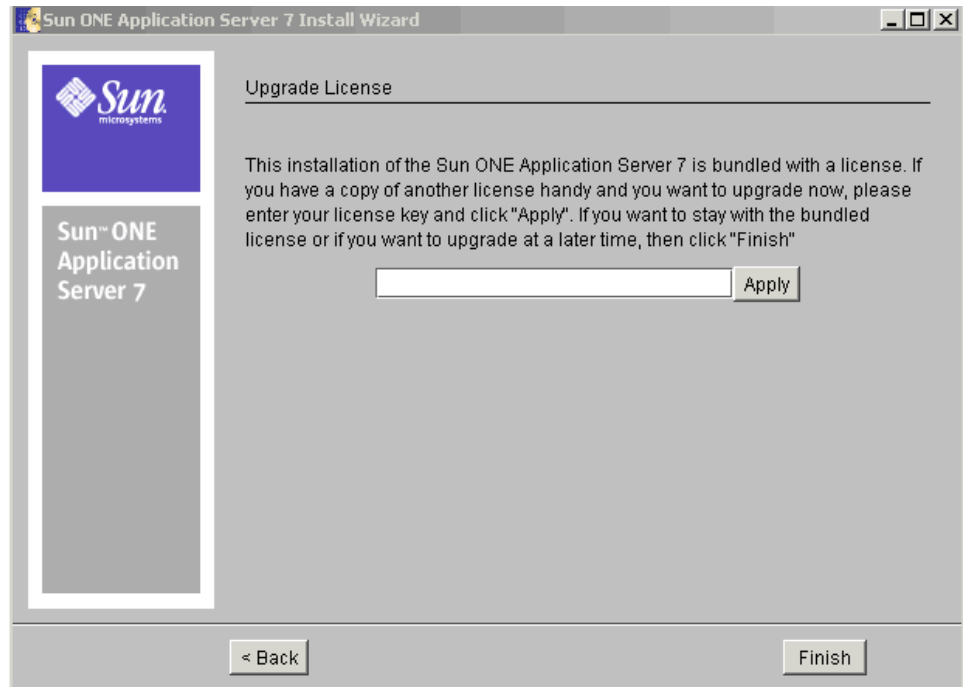 Sun ONE Application Server 7 Install Wizard
Sun
microsystems
Sun™ ONE
Application
Server 7
Upgrade License
This installation of the Sun ONE Application Server 7 is bundled with a license. If
you have a copy of another license handy and you want to upgrade now, please
enter your license key and click "Apply". If you want to stay with the bundled
license or if you want to upgrade at a later time, then click "Finish"
Apply
< Back
Finish